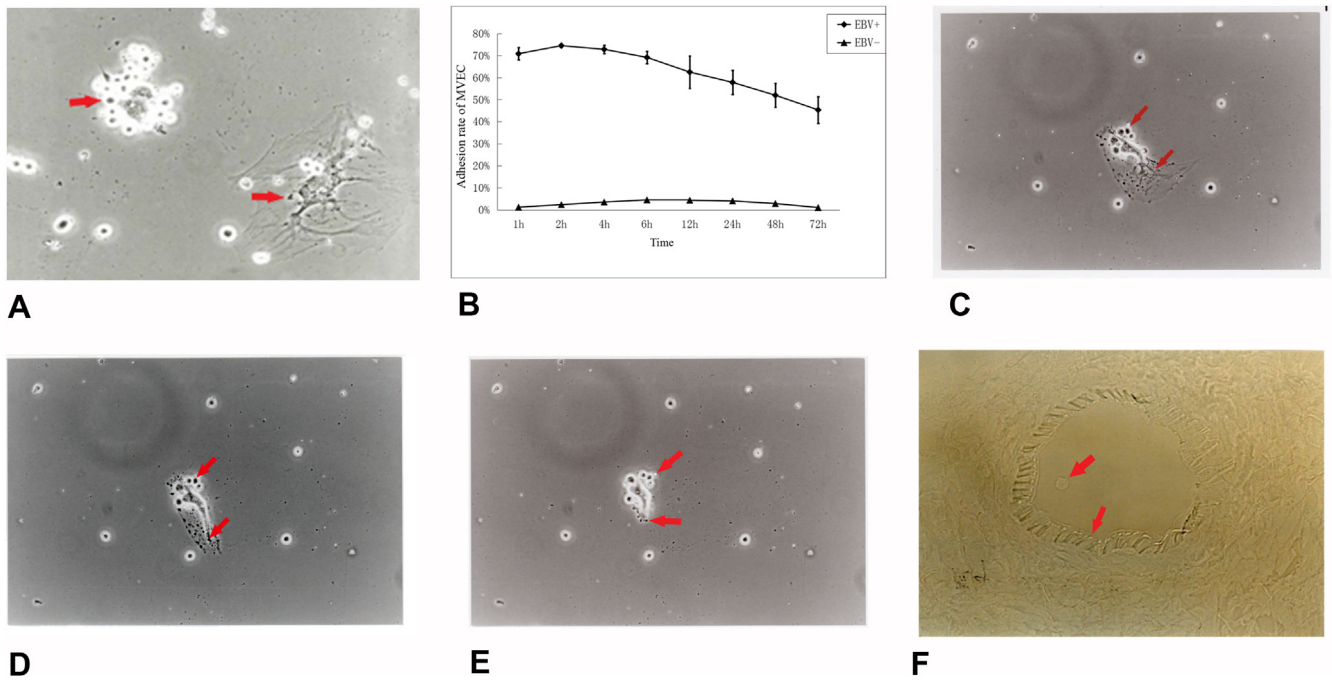 A
B
Adhesion rate of MVEC
80%
70%
60%
50%
40%
30%
20%
10%
0%
1h 2h 4h 6h 12h 24h 48h 72h
Time
EBV+
EBV-
C
D
E
F